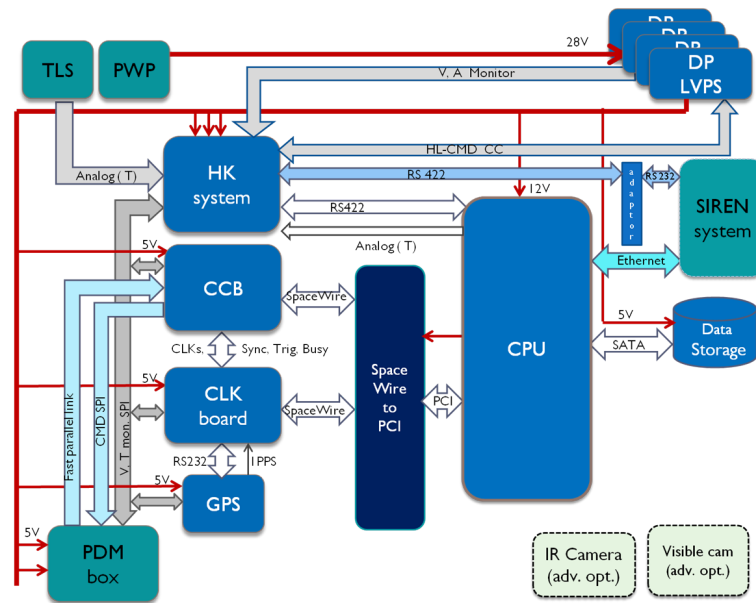 TLS
PWP
28V
DP
DP
DP
DP
LVPS
V, A Monitor
HL-CMD CC
HK
system
Analog ( T)
RS 422
adaptor
RS 232
SIREN
system
RS422
12V
Analog ( T)
Ethernet
5V
CCB
SpaceWire
CLKs,
Sync, Trig. Busy
Space
Wire
to
PCI
CPU
5V
SATA
Data
Storage
5V
CLK
board
SpaceWire
PCI
Fast parallel link
CMD SPI
V, T mon. SPI
RS232
1PPS
5V
GPS
5V
PDM
box
IR Camera
(adv. opt.)
Visible cam
(adv. opt.)